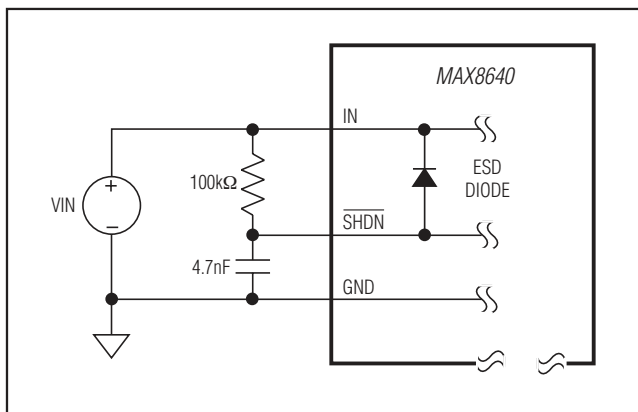 MAX8640
IN
100kΩ
ESD
DIODE
+
VIN
−
SHDN
4.7nF
GND